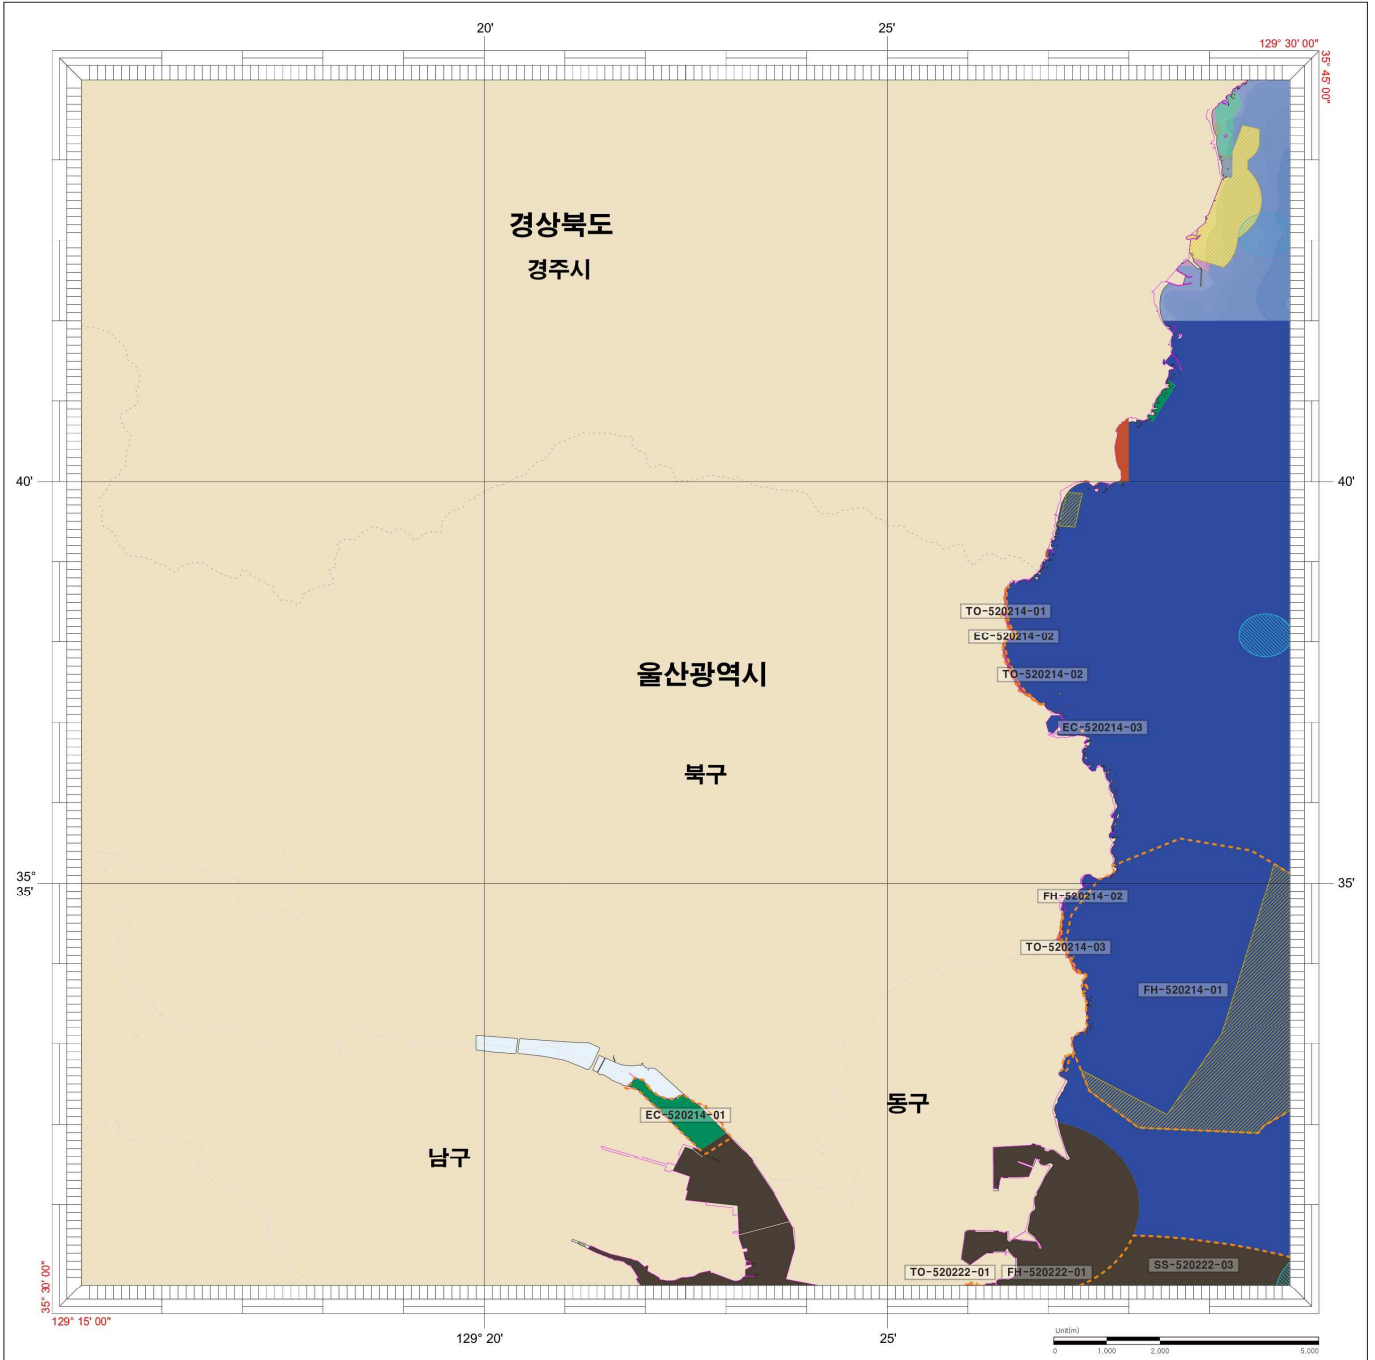 20'
25'
129° 30' 00"
35° 45' 00"
경상북도
경주시
40'
40'
TO-520214-01
EC-520214-02
울산광역시
TO-520214-02
EC-520214-03
북구
35°
35'
35'
FH-520214-02
TO-520214-03
FH-520214-01
동구
EC-520214-01
남구
SS-520222-03
TO-520222-01
FH-520222-01
35° 30' 00"
129° 15' 00"
129° 20'
25'
Unit(m)
0 1,000 2,000 5,000